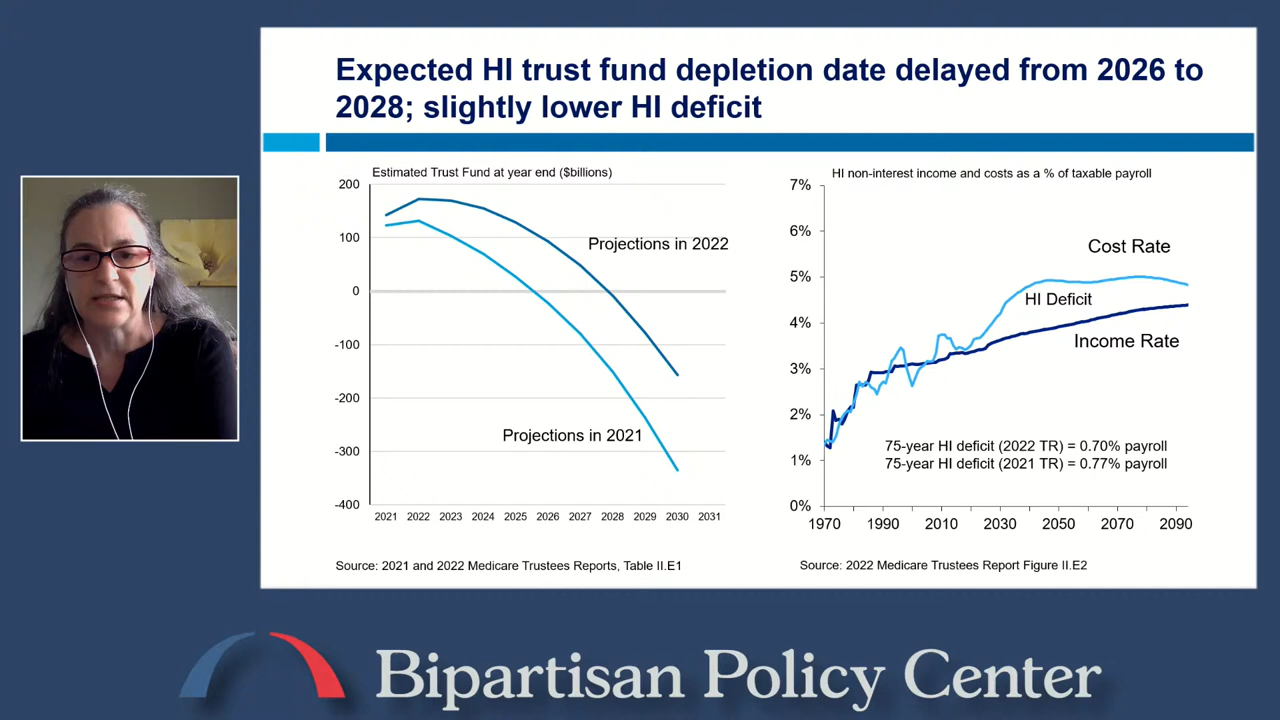 Expected HI trust fund depletion date delayed from 2026 to
2028; slightly lower HI deficit
Estimated Trust Fund at year end ($billions)
200
100
0
-100
-200
-300
-400
Projections in 2022
Projections in 2021
2021 2022 2023 2024 2025 2026 2027 2028 2029 2030 2031
Source: 2021 and 2022 Medicare Trustees Reports, Table II.E1
HI non-interest income and costs as a % of taxable payroll
7%
6%
5%
4%
3%
2%
1%
0%
Cost Rate
HI Deficit
Income Rate
75-year HI deficit (2022 TR) = 0.70% payroll
75-year HI deficit (2021 TR) = 0.77% payroll
1970 1990 2010 2030 2050 2070 2090
Source: 2022 Medicare Trustees Report Figure II.E2
Bipartisan Policy Center